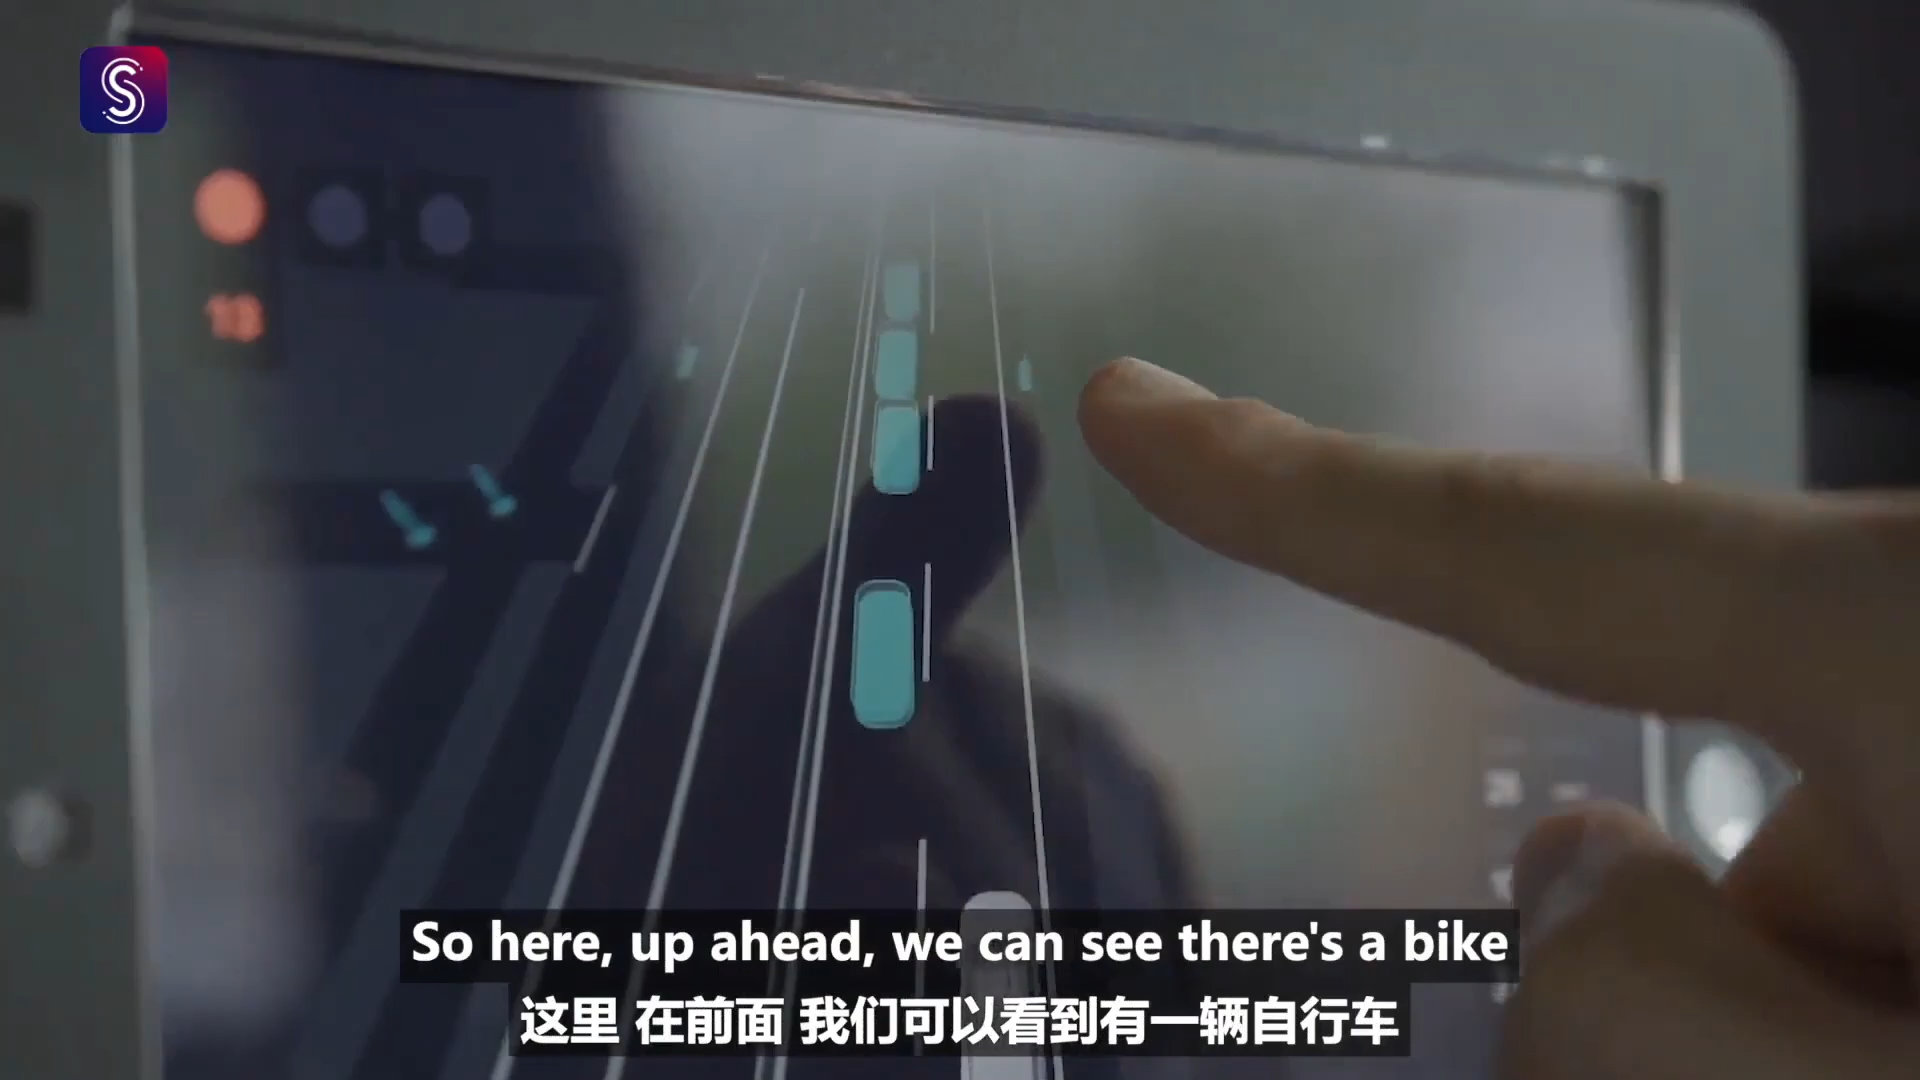 S
So here, up ahead, we can see there's a bike
这里 在前面 我们可以看到有一辆自行车